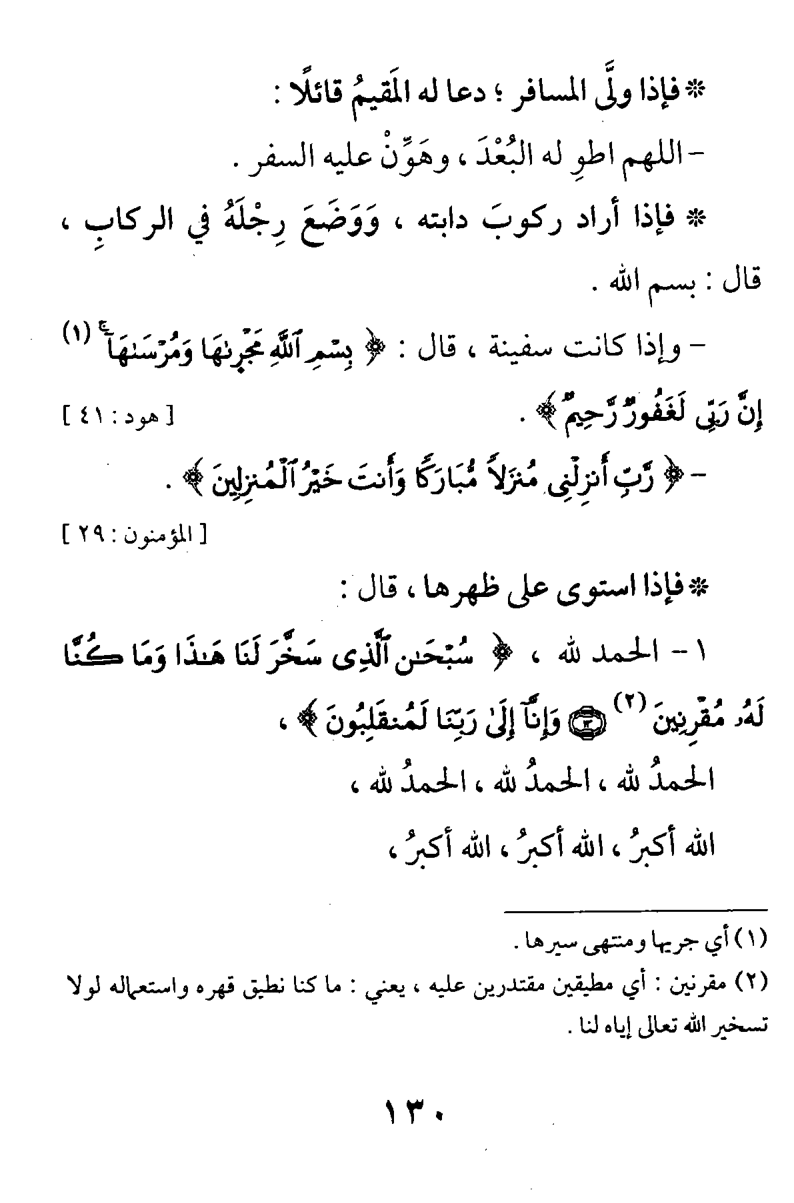 * فإذا ولَّى المسافر ؛ دعا له المَقيمُ قائلًا :
- اللهم اطوِ له البُعْدَ ، وهَوِّنْ عليه السفر .
* فإذا أراد ركوبَ دابته ، وَوَضَعَ رِجْلَهُ في الركابِ ،
قال : بسم الله .
- وإذا كانت سفينة ، قال : ﴿ بِسْمِ ٱللَّهِ مَجْر۪ىٰهَا وَمُرْسَىٰهَآ ۚ (١)
إِنَّ رَبِّى لَغَفُورٌ رَّحِيمٌ ﴾ . [ هود : ٤١ ]
- ﴿ رَّبِّ أَنزِلْنِى مُنزَلاً مُّبَارَكًا وَأَنتَ خَيْرُ ٱلْمُنزِلِينَ ﴾ .
[ المؤمنون : ٢٩ ]
* فإذا استوى على ظهرها ، قال :
١ - الحمد لله ، ﴿ سُبْحَـٰنَ ٱلَّذِى سَخَّرَ لَنَا هَـٰذَا وَمَا كُنَّا
لَهُۥ مُقْرِنِينَ (٢) ۝١٣ وَإِنَّآ إِلَىٰ رَبِّنَا لَمُنقَلِبُونَ ﴾ ،
الحمدُ لله ، الحمدُ لله ، الحمدُ لله ،
الله أكبرُ ، الله أكبرُ ، الله أكبرُ ،
(١) أي جريها ومنتهى سيرها .
(٢) مقرنين : أي مطيقين مقتدرين عليه ، يعني : ما كنا نطيق قهره واستعماله لولا
تسخير الله تعالى إياه لنا .
١٣٠